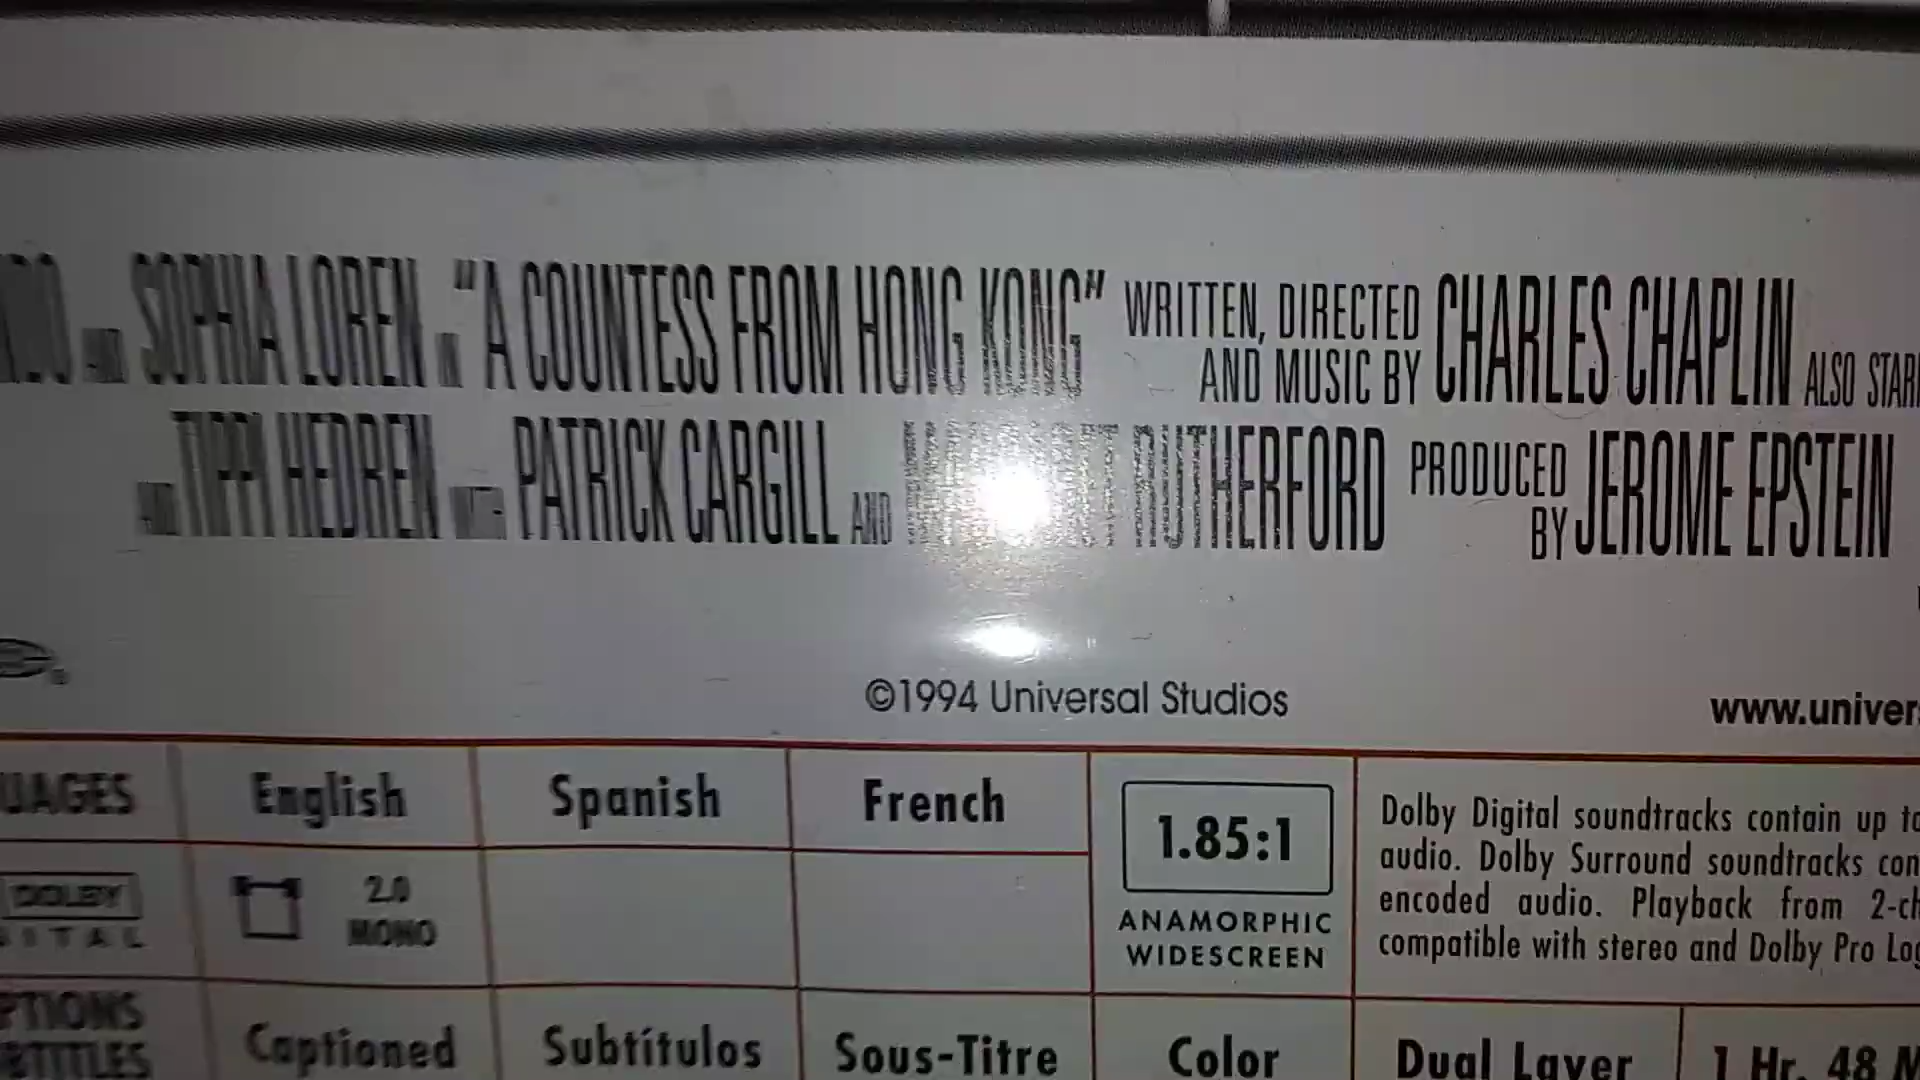 SOPHIA LOREN IN "A COUNTESS FROM HONG KONG" WRITTEN, DIRECTED AND MUSIC BY CHARLES CHAPLIN ALSO STAR
AND TIPPI HEDREN WITH PATRICK CARGILL AND RUTHERFORD PRODUCED BY JEROME EPSTEIN
©1994 Universal Studios
www.univer
UAGES English Spanish French
1.85:1
ANAMORPHIC
WIDESCREEN
DOLBY
GITAL
2.0
MONO
Dolby Digital soundtracks contain up to
audio. Dolby Surround soundtracks con
encoded audio. Playback from 2-ch
compatible with stereo and Dolby Pro Log
PTIONS
BTITLES
Captioned Subtítulos Sous-Titre Color Dual Layer 1 Hr. 48 M